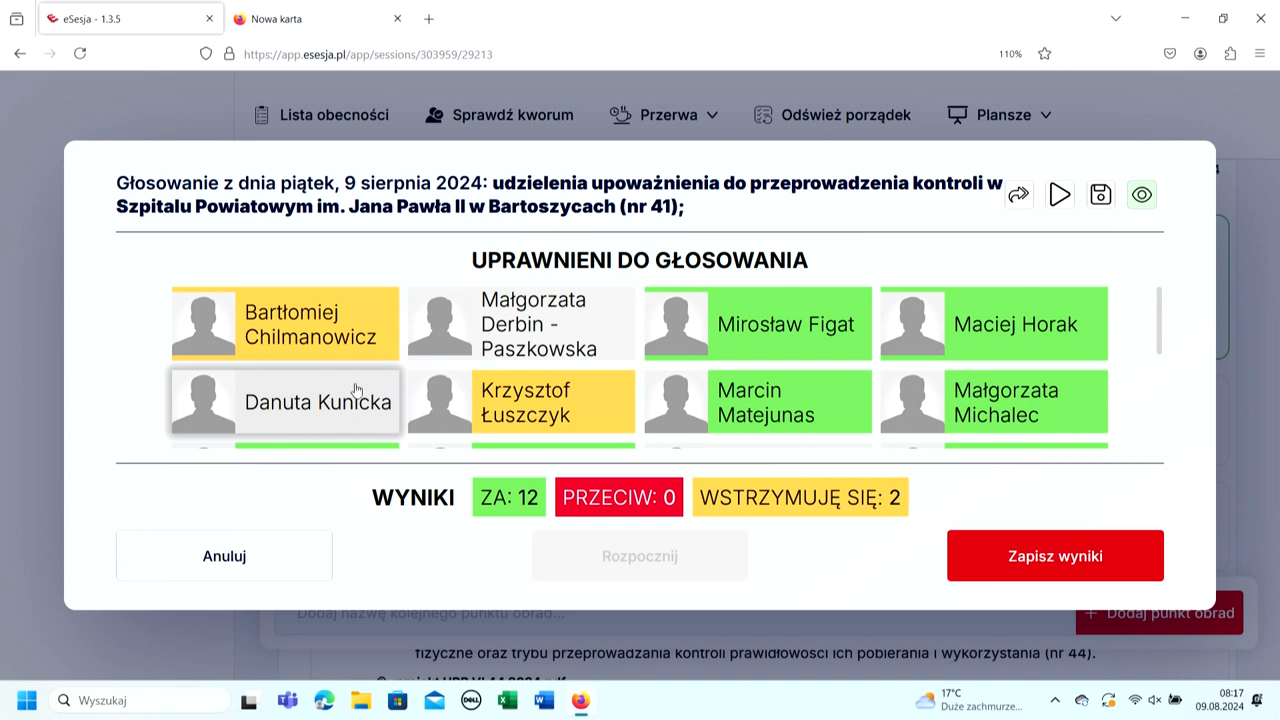 eSesja - 1.3.5
Nowa karta
https://app.esesja.pl/app/sessions/303959/29213
110%
Lista obecności
Sprawdź kworum
Przerwa
Odśwież porządek
Plansze
Głosowanie z dnia piątek, 9 sierpnia 2024: udzielenia upoważnienia do przeprowadzenia kontroli w
Szpitalu Powiatowym im. Jana Pawła II w Bartoszycach (nr 41);
UPRAWNIENI DO GŁOSOWANIA
Bartłomiej
Chilmanowicz
Małgorzata
Derbin -
Paszkowska
Mirosław Figat
Maciej Horak
Danuta Kunicka
Krzysztof
Łuszczyk
Marcin
Matejunas
Małgorzata
Michalec
WYNIKI
ZA: 12
PRZECIW: 0
WSTRZYMUJĘ SIĘ: 2
Anuluj
Rozpocznij
Zapisz wyniki
Dodaj nazwę kolejnego punktu obrad...
+ Dodaj punkt obrad
fizyczne oraz trybu przeprowadzania kontroli prawidłowości ich pobierania i wykorzystania (nr 44).
Wyszukaj
DELL
17°C
Duże zachmurze...
08:17
09.08.2024